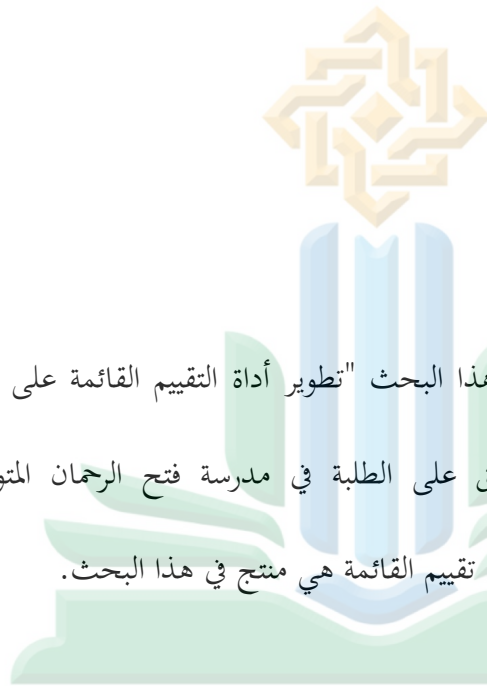 هذا البحث "تطوير أداة التقييم القائمة على
على الطلبة في مدرسة فتح الرحمان
تقييم القائمة هي منتج في هذا البحث.